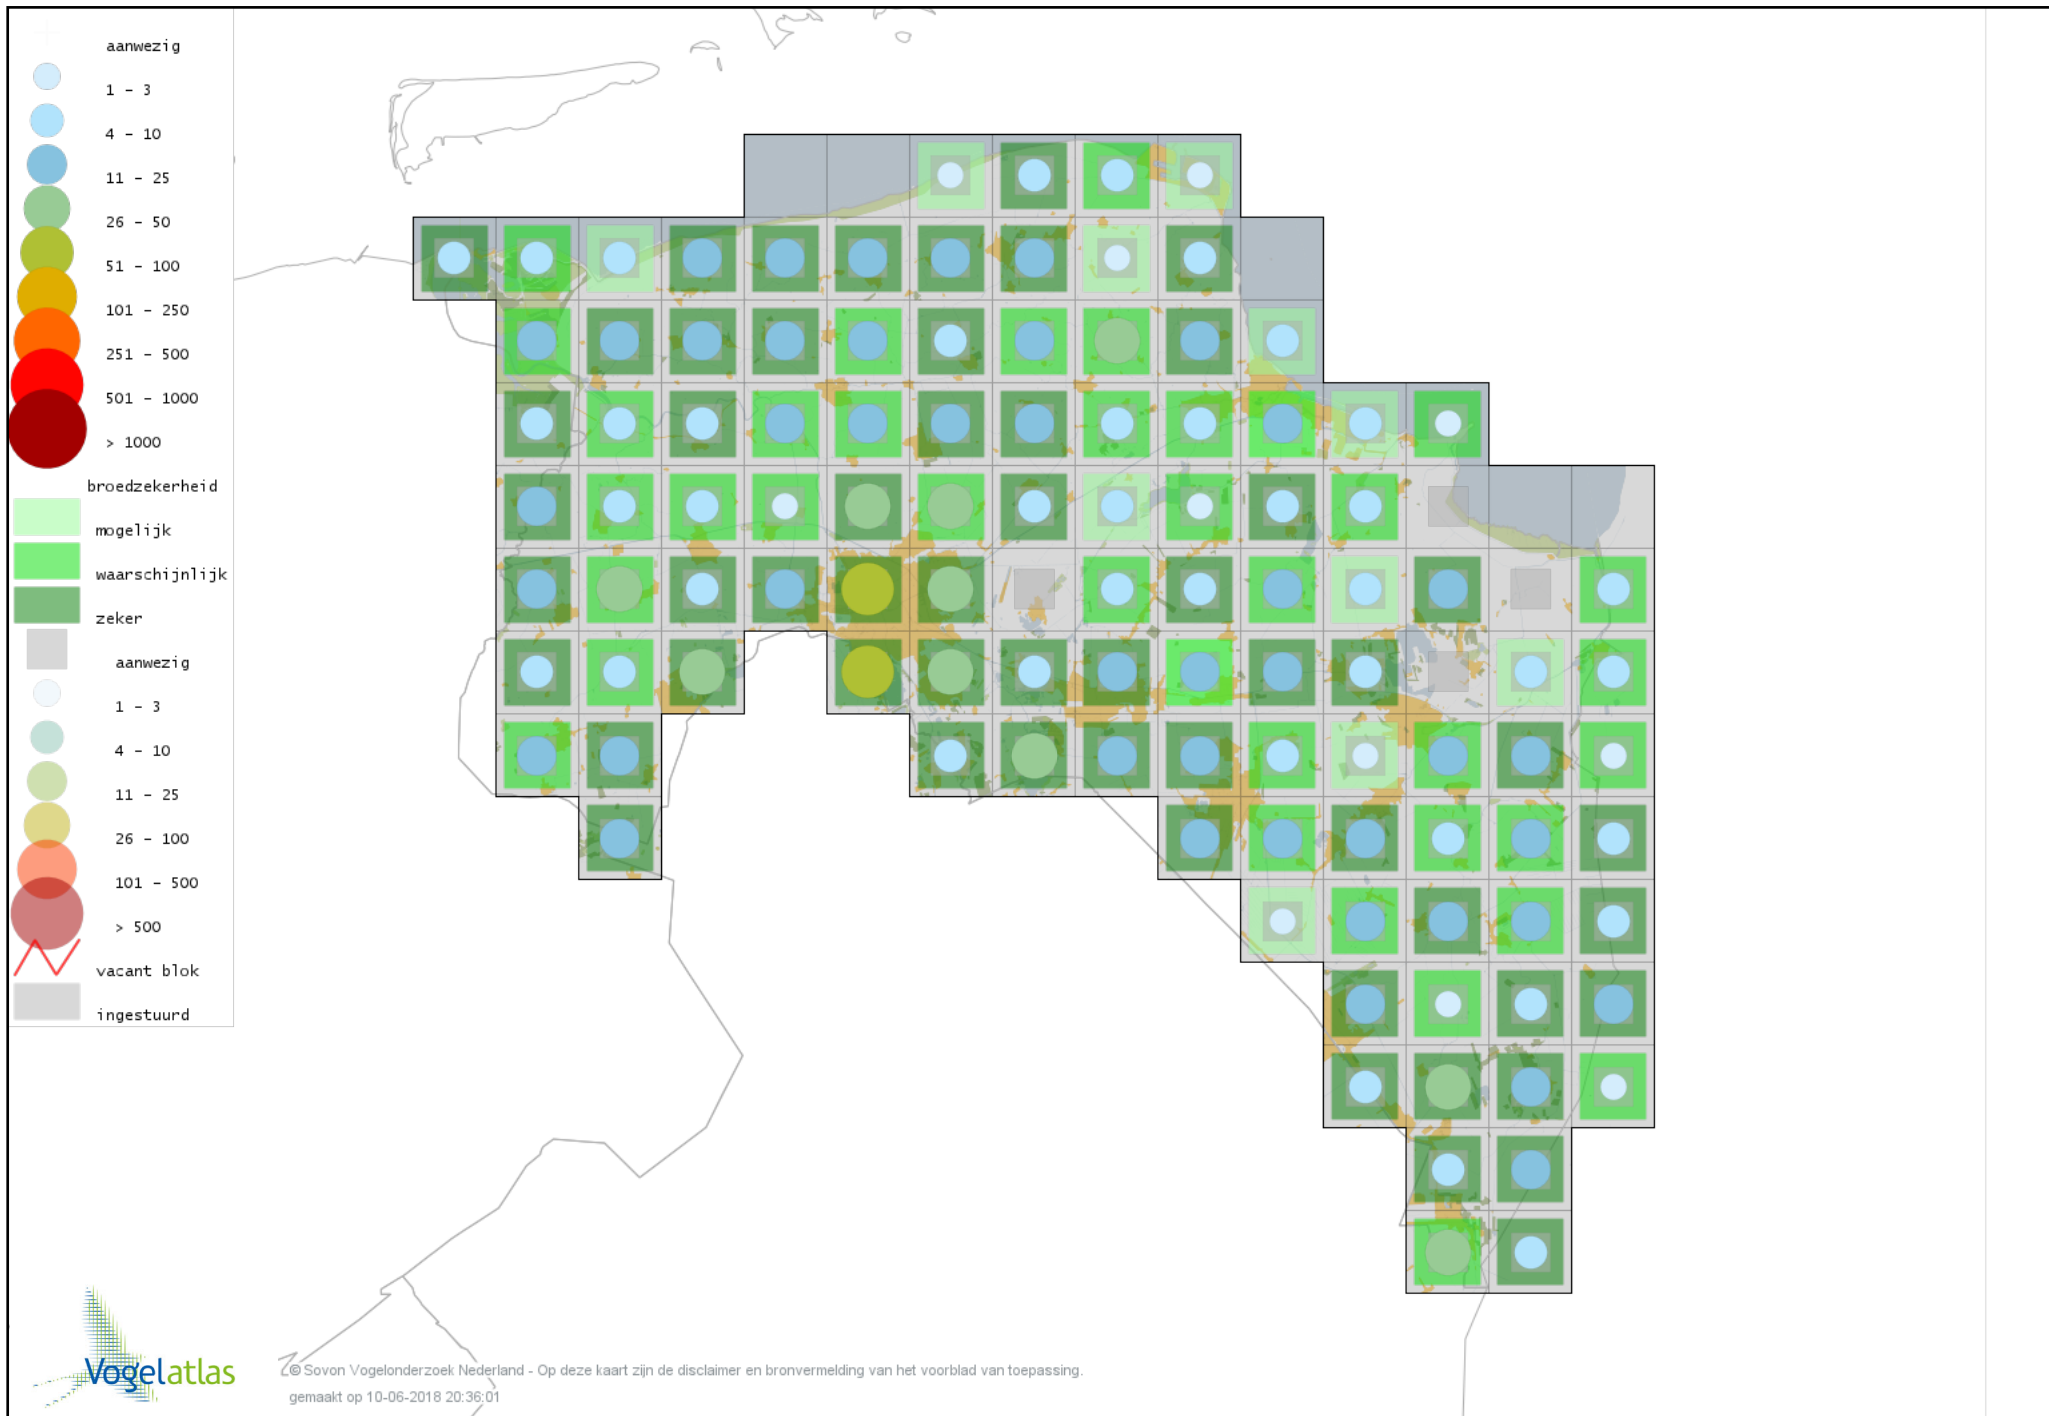 aanwezig
1 - 3
4 - 10
11 - 25
26 - 50
51 - 100
101 - 250
251 - 500
501 - 1000
> 1000
broedzekerheid
mogelijk
waarschijnlijk
zeker
aanwezig
1 - 3
4 - 10
11 - 25
26 - 100
101 - 500
> 500
vacant blok
ingestuurd
Vogelatlas
© Sovon Vogelonderzoek Nederland - Op deze kaart zijn de disclaimer en bronvermelding van het voorblad van toepassing.
gemaakt op 10-06-2018 20:36:01